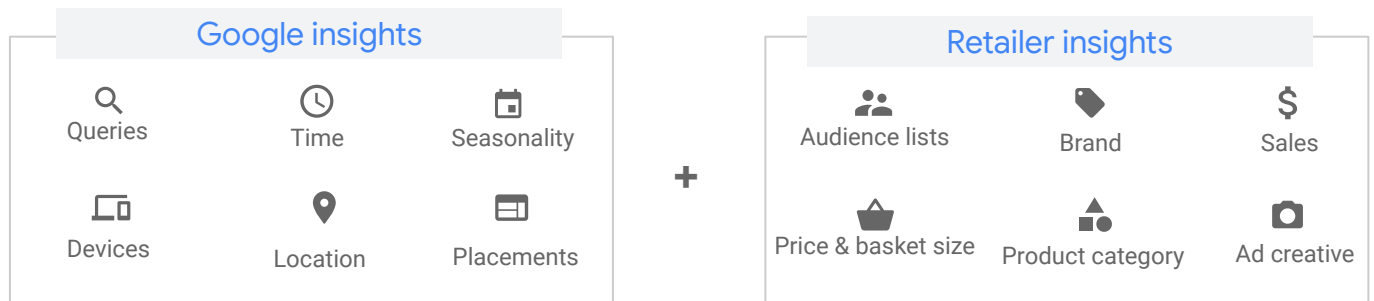 Google insights
Queries
Time
Seasonality
Devices
Location
Placements
+
Retailer insights
Audience lists
Brand
$
Sales
Price & basket size
Product category
Ad creative